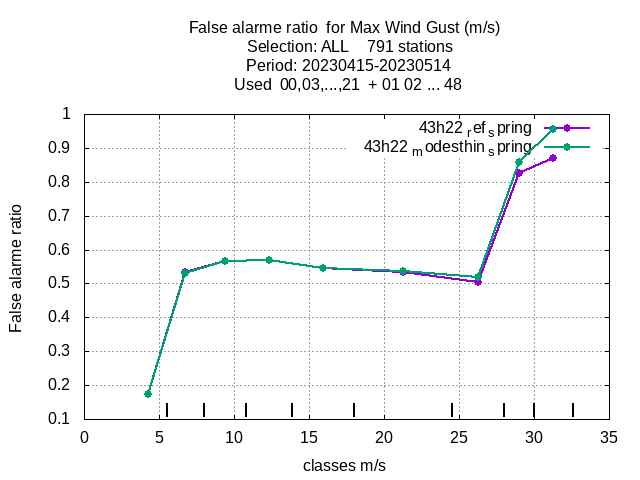 False alarme ratio  for Max Wind Gust (m/s)
Selection: ALL    791 stations
Period: 20230415-20230514
Used  00,03,...,21  + 01 02 ... 48
43h22 ref spring
43h22 modesthin spring
1
0.9
0.8
0.7
0.6
0.5
0.4
0.3
0.2
0.1
False alarme ratio
0 5 10 15 20 25 30 35
classes m/s